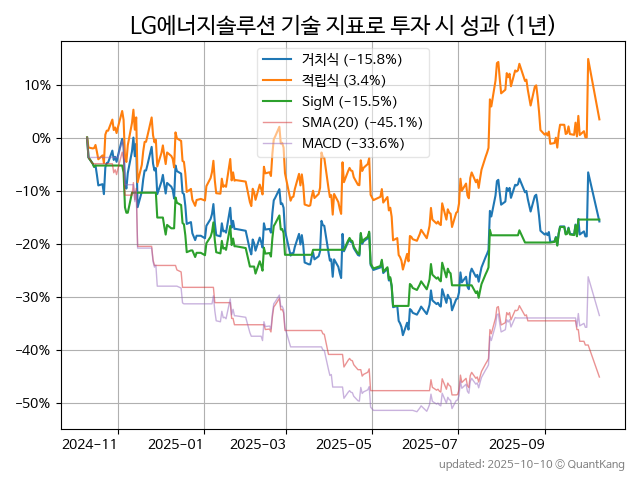 LG에너지솔루션 기술 지표로 투자 시 성과 (1년)
거치식 (−15.8%)
적립식 (3.4%)
SigM (−15.5%)
SMA(20) (−45.1%)
MACD (−33.6%)
10%
0%
−10%
−20%
−30%
−40%
−50%
2024-11
2025-01
2025-03
2025-05
2025-07
2025-09
updated: 2025-10-10 © QuantKang